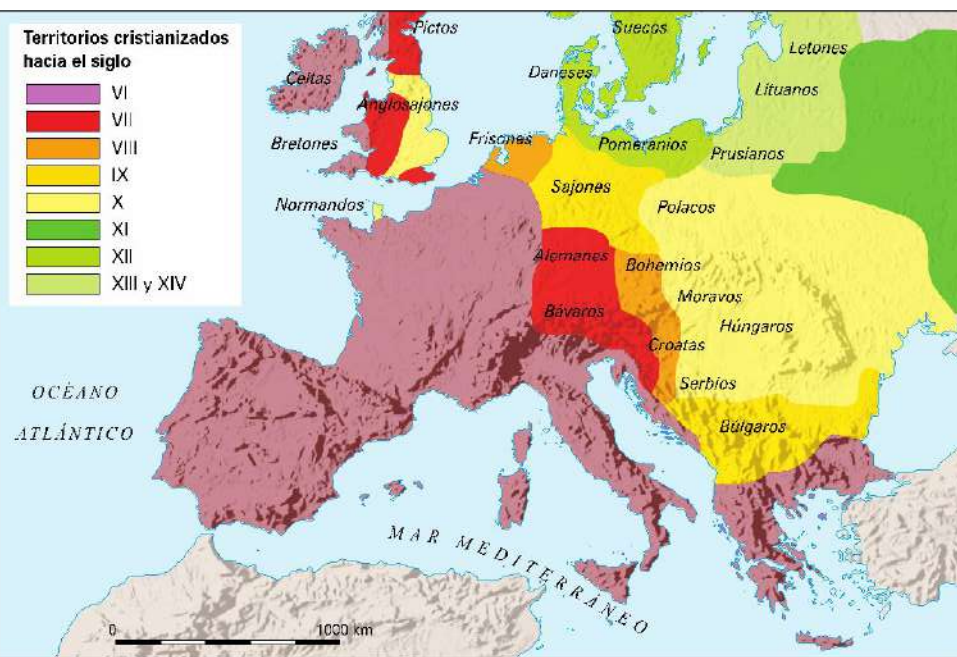 Territorios cristianizados
hacia el siglo
VI
VII
VIII
IX
X
XI
XII
XIII y XIV
Pictos
Suecos
Letones
Celtas
Daneses
Lituanos
Anglosajones
Bretones
Frisones
Pomeranios
Prusianos
Sajones
Normandos
Polacos
Alemanes
Bohemios
Moravos
Bávaros
Húngaros
Croatas
Serbios
Búlgaros
OCÉANO
ATLÁNTICO
MAR MEDITERRÁNEO
0
1000 km